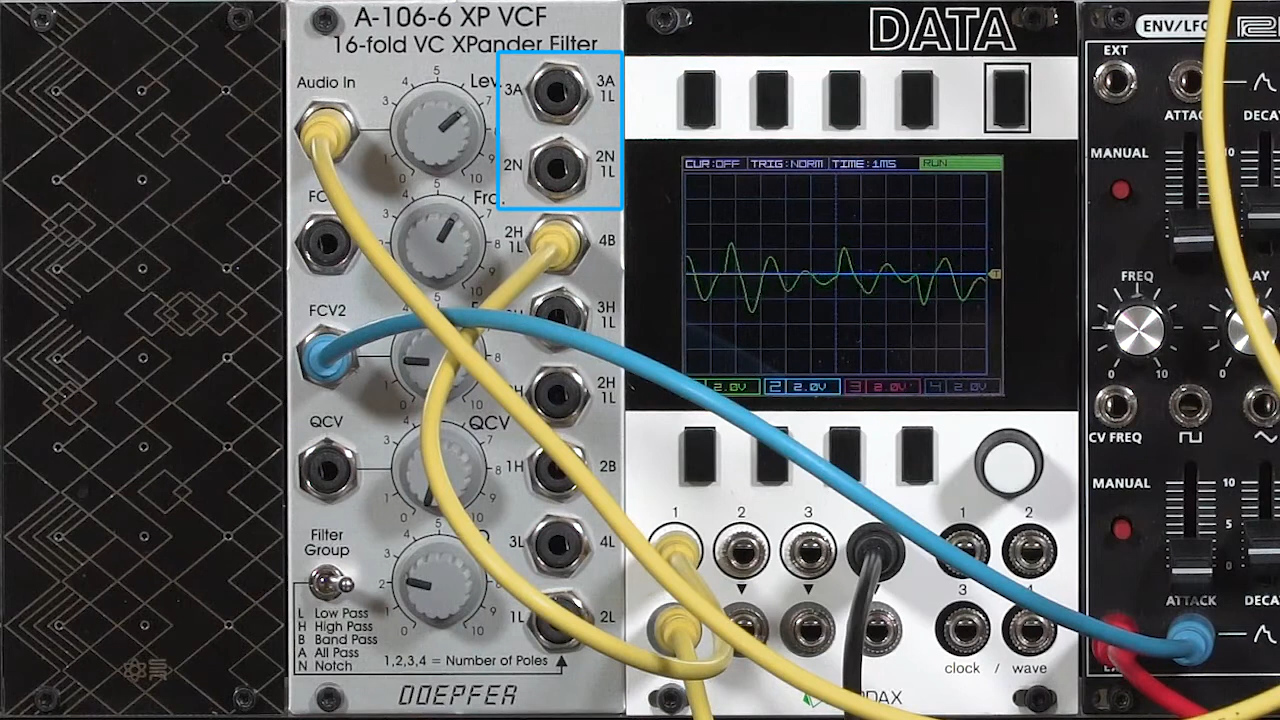 A-106-6 XP VCF
16-fold VC XPander Filter
Audio In
Lev
3A
3A
1L
2N
2N
1L
FC
Fre
2H
1L
4B
FCV2
3H
1L
2H
1L
QCV
QCV
1H
2B
Filter
Group
3L
4L
1L
2L
L Low Pass
H High Pass
B Band Pass
A All Pass
N Notch
1,2,3,4 = Number of Poles
DOEPFER
DATA
CUR:OFF TRIG:NORM TIME:1MS RUN
2.0V 2 2.0V 3 2.0V 4 2.0V
1 2 3
1 2
3
clock / wave
DAX
ENV/LFO
EXT
ATTAC
DECA
MANUAL
10
FREQ
LAY
0 10
0
CV FREQ
MANUAL
10
5
0
ATTACK
DECA